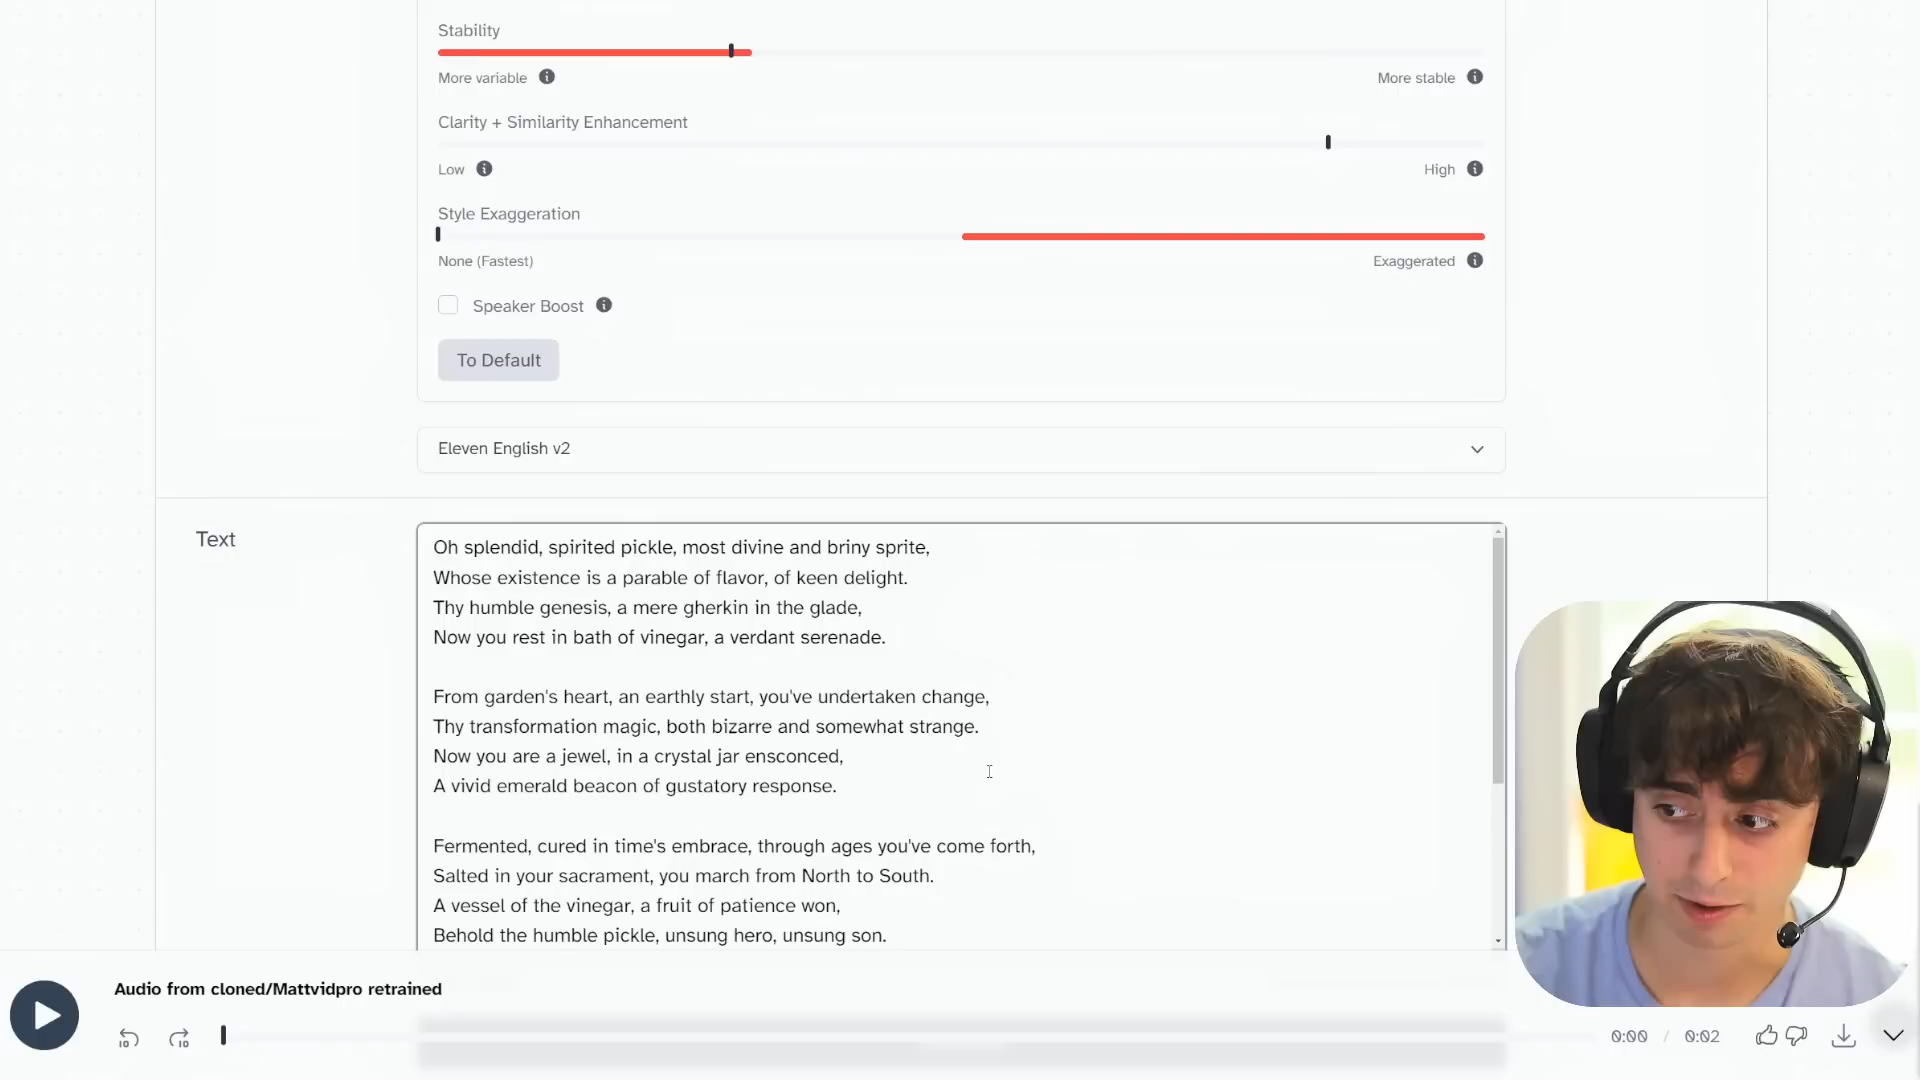 Stability
More variable
More stable
Clarity + Similarity Enhancement
Low
High
Style Exaggeration
None (Fastest)
Exaggerated
Speaker Boost
To Default
Eleven English v2
Text
Oh splendid, spirited pickle, most divine and briny sprite,
Whose existence is a parable of flavor, of keen delight.
Thy humble genesis, a mere gherkin in the glade,
Now you rest in bath of vinegar, a verdant serenade.
From garden's heart, an earthly start, you've undertaken change,
Thy transformation magic, both bizarre and somewhat strange.
Now you are a jewel, in a crystal jar ensconced,
A vivid emerald beacon of gustatory response.
Fermented, cured in time's embrace, through ages you've come forth,
Salted in your sacrament, you march from North to South.
A vessel of the vinegar, a fruit of patience won,
Behold the humble pickle, unsung hero, unsung son.
Audio from cloned/Mattvidpro retrained
10 10
0:00 / 0:02